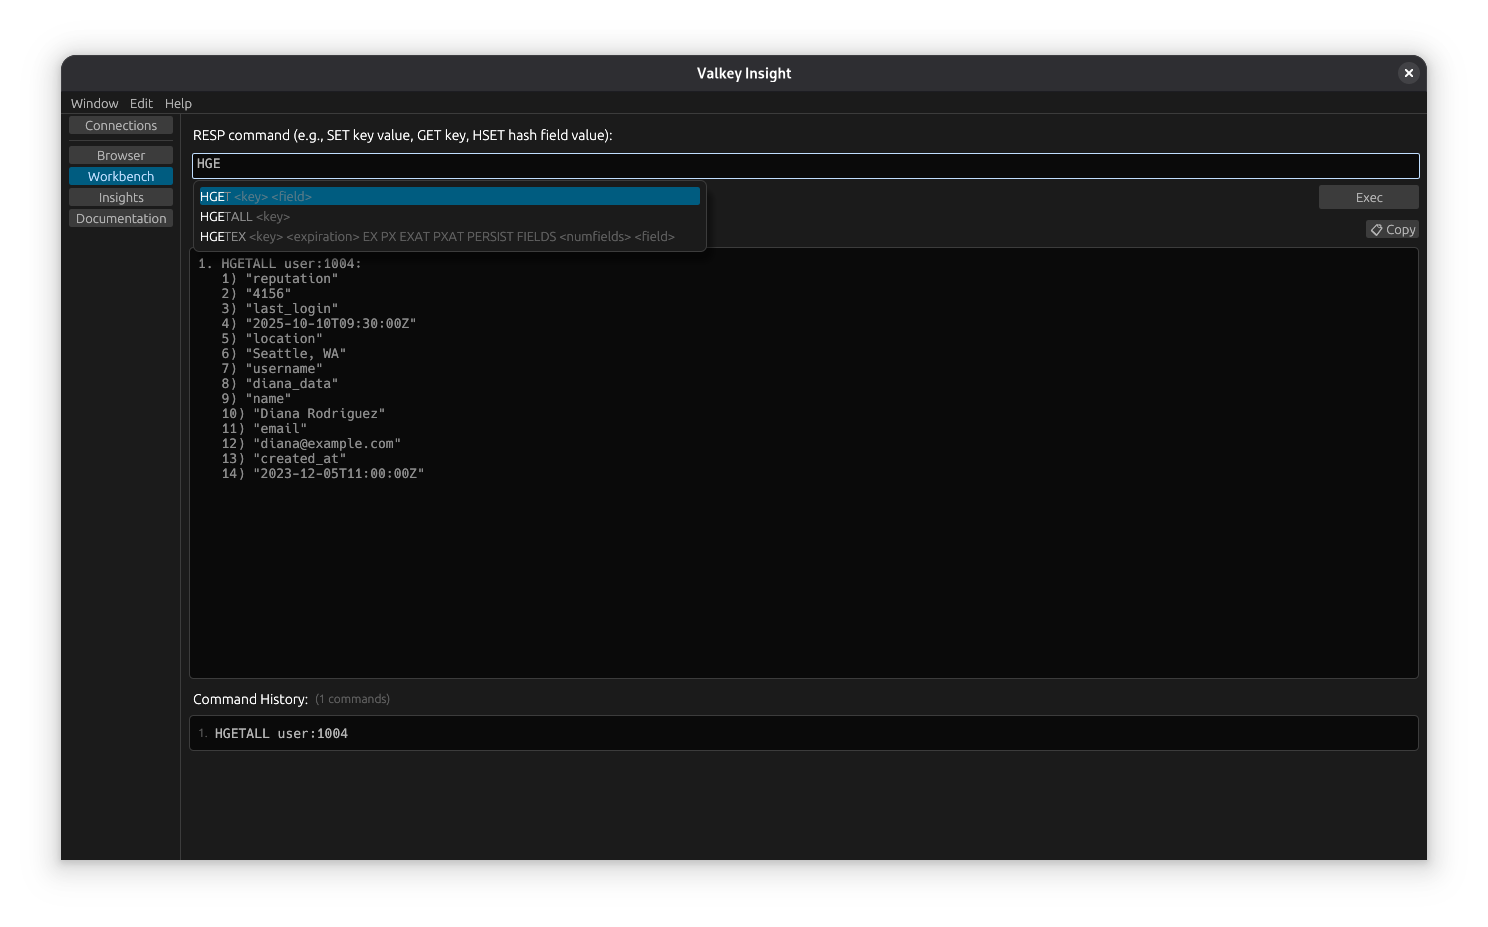 Valkey Insight
Window Edit Help
Connections
Browser
Workbench
Insights
Documentation
RESP command (e.g., SET key value, GET key, HSET hash field value):
HGE
HGET <key> <field>
HGETALL <key>
HGETEX <key> <expiration> EX PX EXAT PXAT PERSIST FIELDS <numfields> <field>
Exec
Copy
1. HGETALL user:1004:
1) "reputation"
2) "4156"
3) "last_login"
4) "2025-10-10T09:30:00Z"
5) "location"
6) "Seattle, WA"
7) "username"
8) "diana_data"
9) "name"
10) "Diana Rodriguez"
11) "email"
12) "diana@example.com"
13) "created_at"
14) "2023-12-05T11:00:00Z"
Command History: (1 commands)
1. HGETALL user:1004